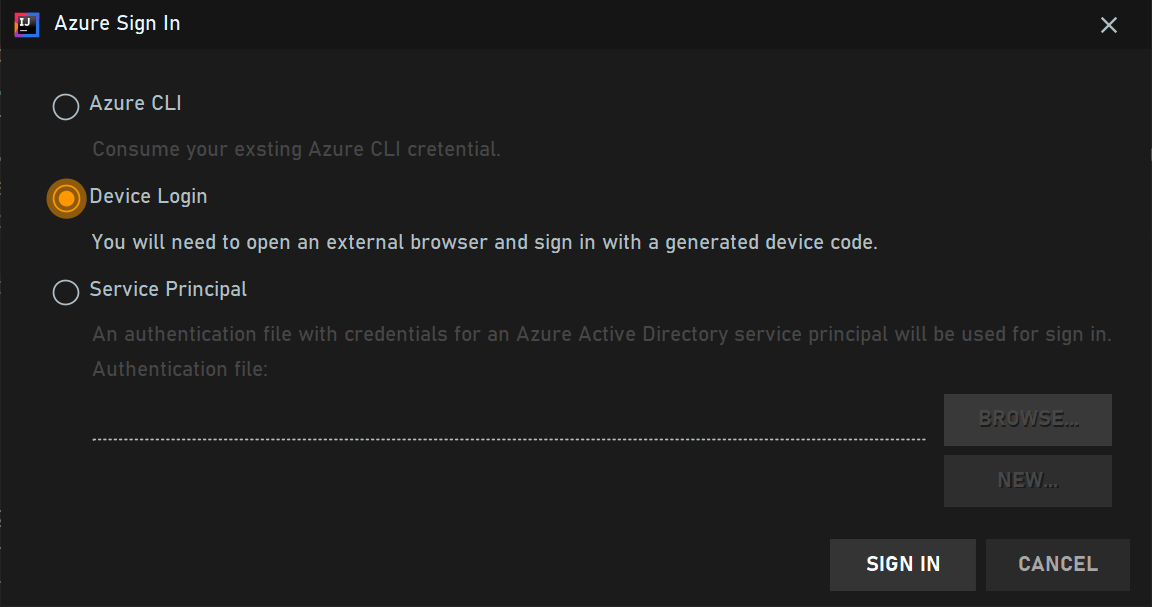 IJ
Azure Sign In
Azure CLI
Consume your exsting Azure CLI cretential.
Device Login
You will need to open an external browser and sign in with a generated device code.
Service Principal
An authentication file with credentials for an Azure Active Directory service principal will be used for sign in.
Authentication file:
BROWSE...
NEW...
SIGN IN
CANCEL